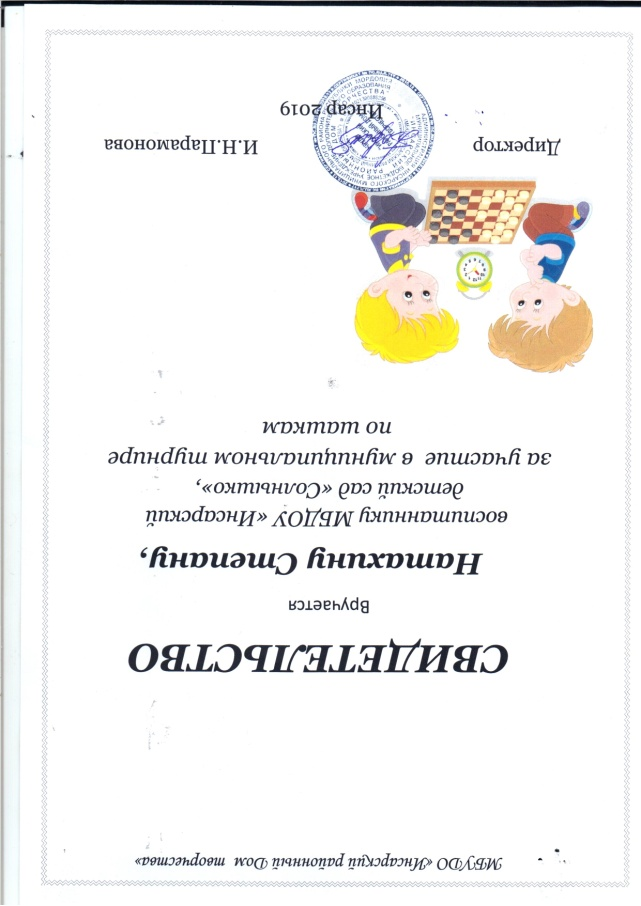 МБУДО «Инсарский районный Дом творчества»
СВИДЕТЕЛЬСТВО
Вручается
Натахину Степану,
воспитаннику МБДОУ «Инсарский
детский сад «Солнышко»,
за участие в муниципальном турнире
по шашкам
Директор И.Н.Парамонова
Инсар 2019